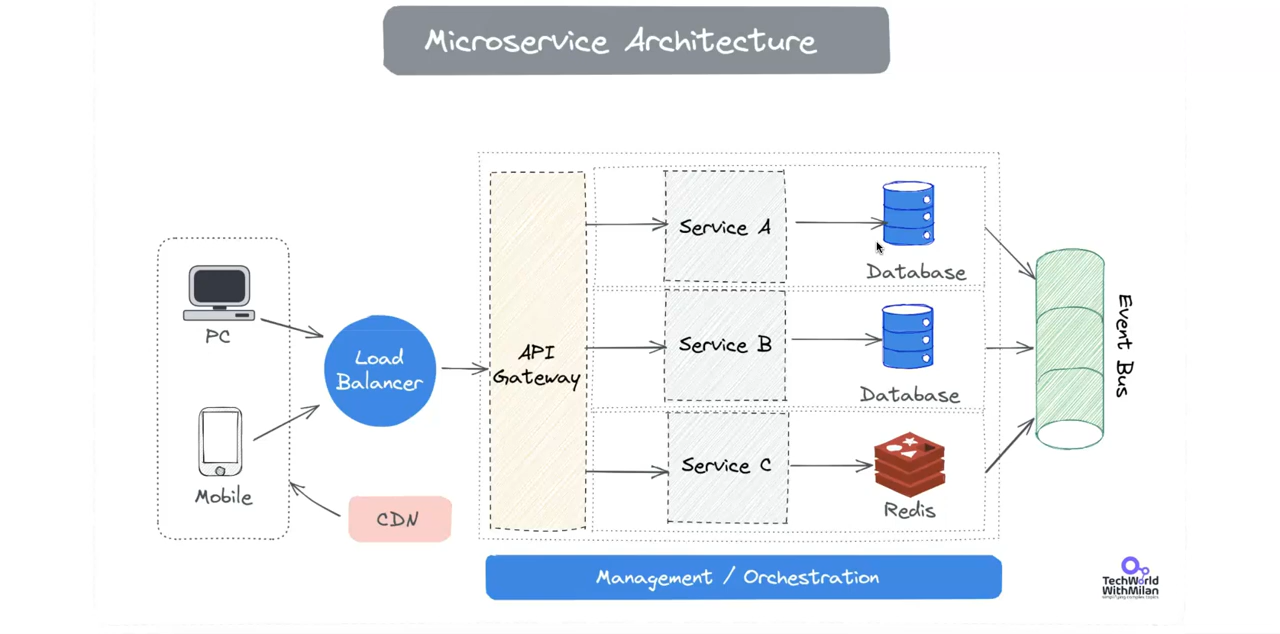 Microservice Architecture
PC
Mobile
CDN
Load
Balancer
API
Gateway
Service A
Database
Service B
Database
Service C
Redis
Event Bus
Management / Orchestration
TechWorld
WithMilan